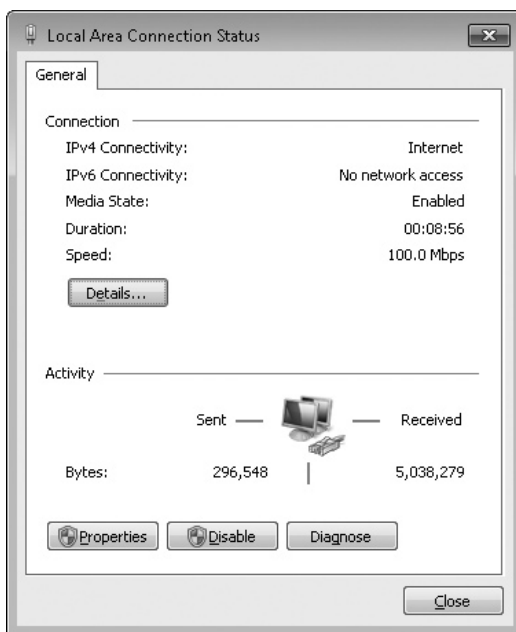 Local Area Connection Status
General
Connection
IPv4 Connectivity: Internet
IPv6 Connectivity: No network access
Media State: Enabled
Duration: 00:08:56
Speed: 100.0 Mbps
Details...
Activity
Sent Received
Bytes: 296,548 5,038,279
Properties Disable Diagnose
Close